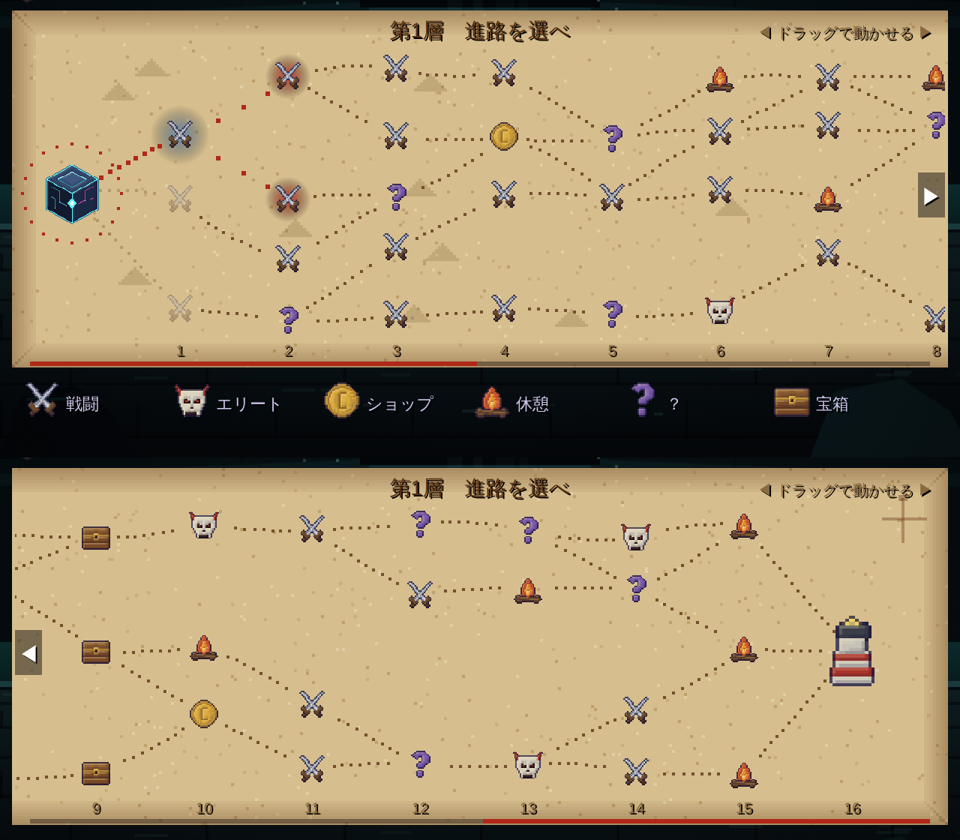 第1層　進路を選べ
ドラッグで動かせる
1 2 3 4 5 6 7 8
戦闘 エリート ショップ 休憩 ？ 宝箱
第1層　進路を選べ
ドラッグで動かせる
9 10 11 12 13 14 15 16